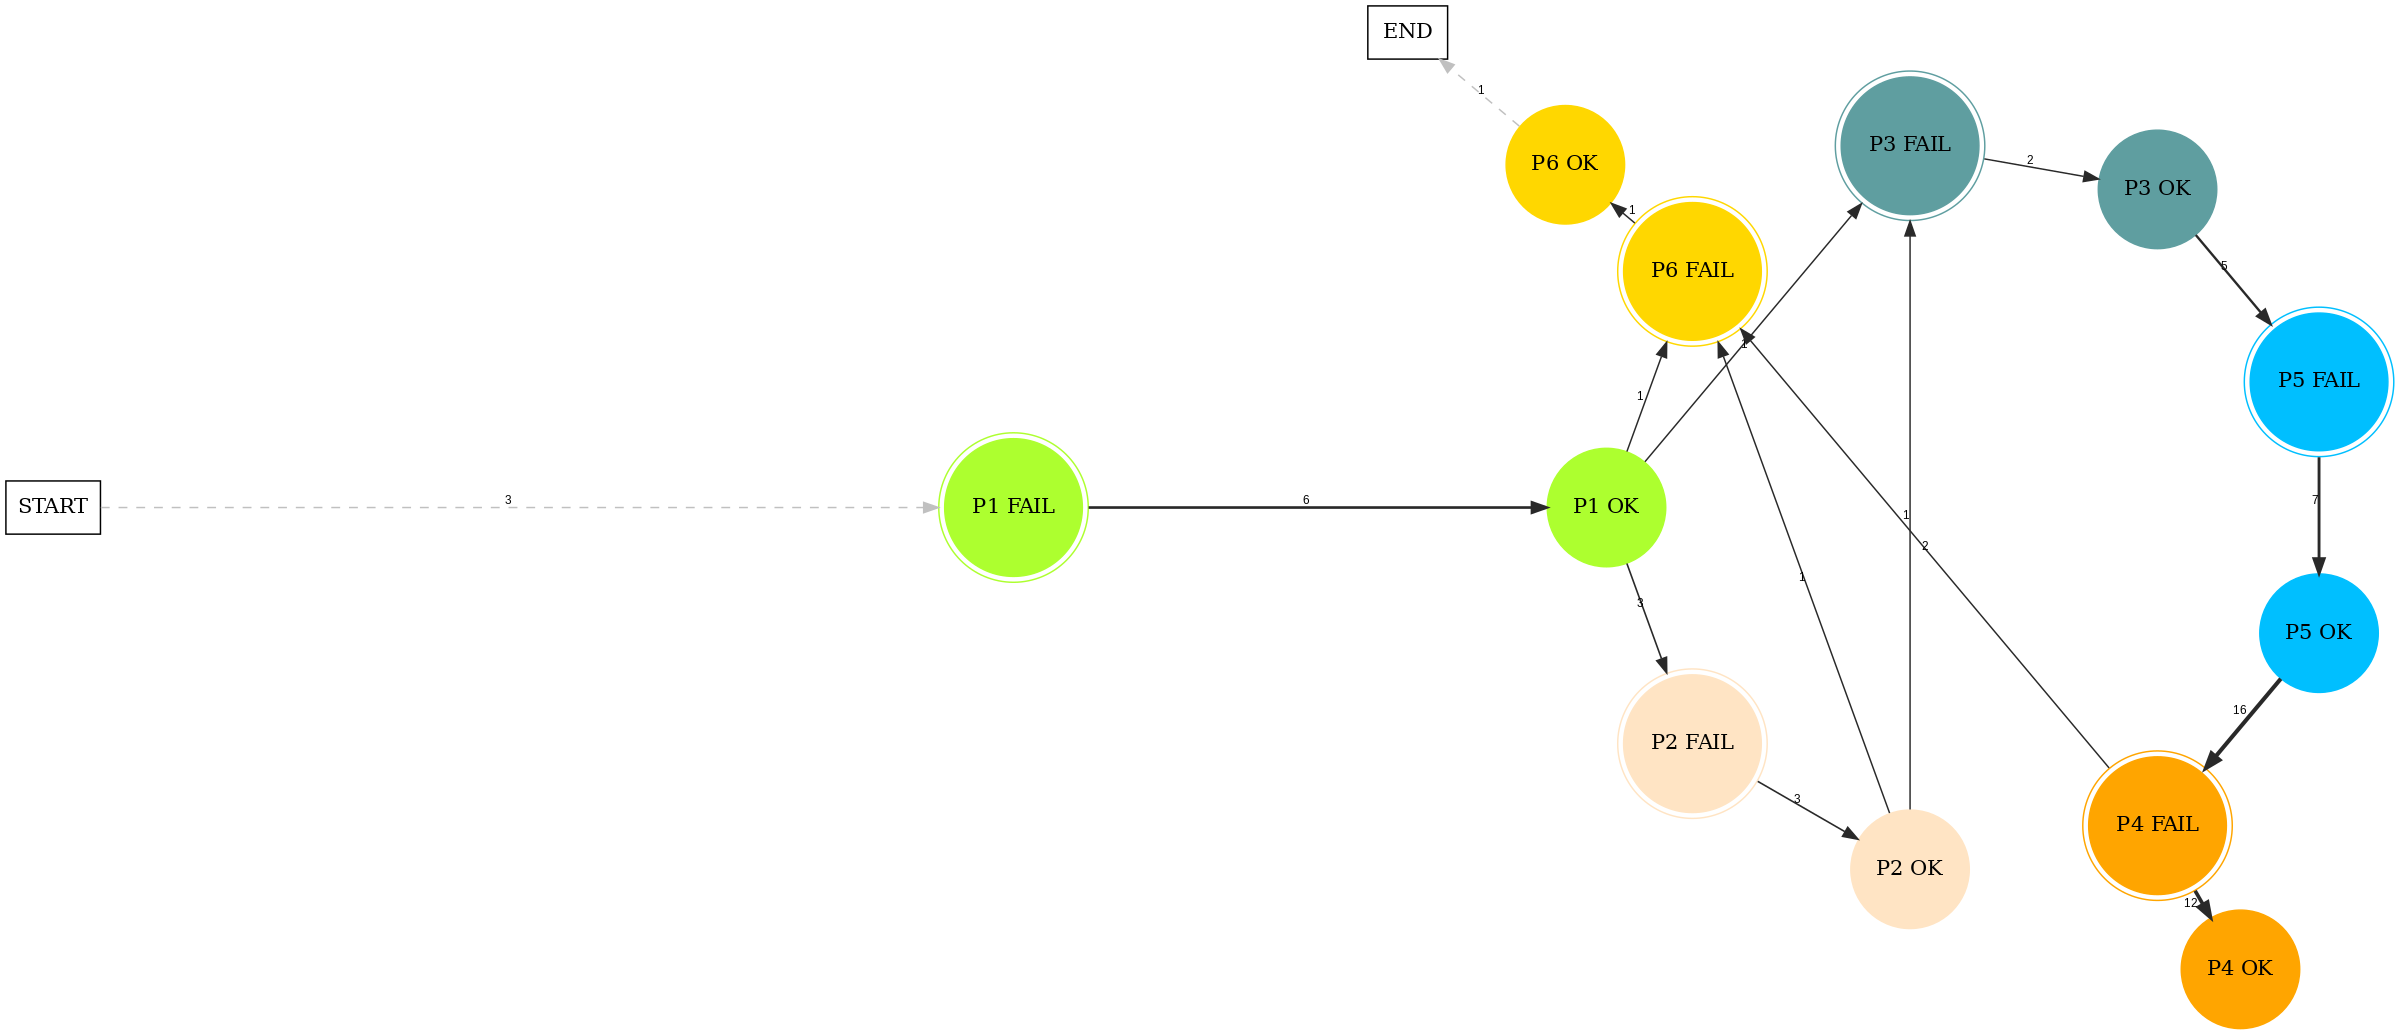 END
1
P6 OK
P3 FAIL
2
P3 OK
1
P6 FAIL
5
1
P5 FAIL
1
START
3
P1 FAIL
6
P1 OK
7
1
2
1
3
P5 OK
16
P2 FAIL
3
P4 FAIL
P2 OK
12
P4 OK